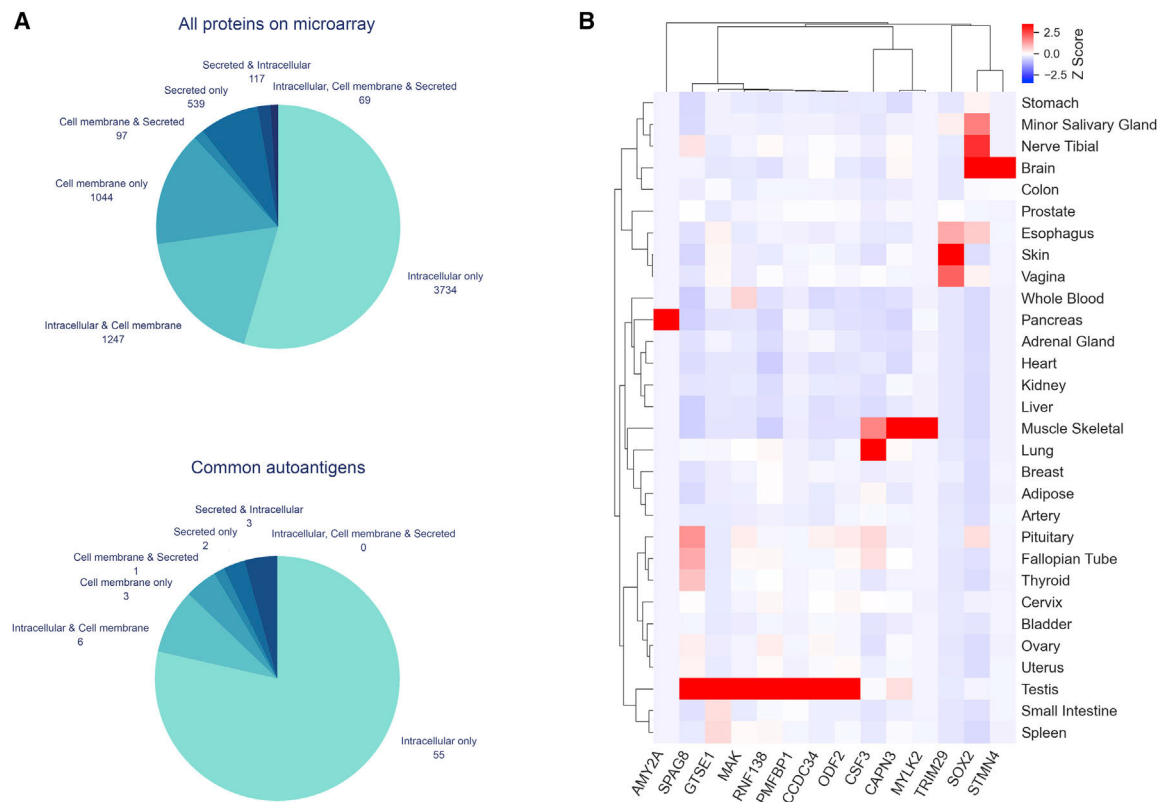 A
All proteins on microarray
Secreted & Intracellular
117
Intracellular, Cell membrane & Secreted
69
Secreted only
539
Cell membrane & Secreted
97
Cell membrane only
1044
Intracellular only
3734
Intracellular & Cell membrane
1247
Common autoantigens
Secreted & Intracellular
3
Intracellular, Cell membrane & Secreted
0
Secreted only
2
Cell membrane & Secreted
1
Cell membrane only
3
Intracellular & Cell membrane
6
Intracellular only
55
B
2.5
0.0
−2.5
Z Score
Stomach
Minor Salivary Gland
Nerve Tibial
Brain
Colon
Prostate
Esophagus
Skin
Vagina
Whole Blood
Pancreas
Adrenal Gland
Heart
Kidney
Liver
Muscle Skeletal
Lung
Breast
Adipose
Artery
Pituitary
Fallopian Tube
Thyroid
Cervix
Bladder
Ovary
Uterus
Testis
Small Intestine
Spleen
AMY2A
SPAG8
GTSE1
MAK
RNF138
PMFBP1
CCDC34
ODF2
CSF3
CAPN3
MYLK2
TRIM29
SOX2
STMN4